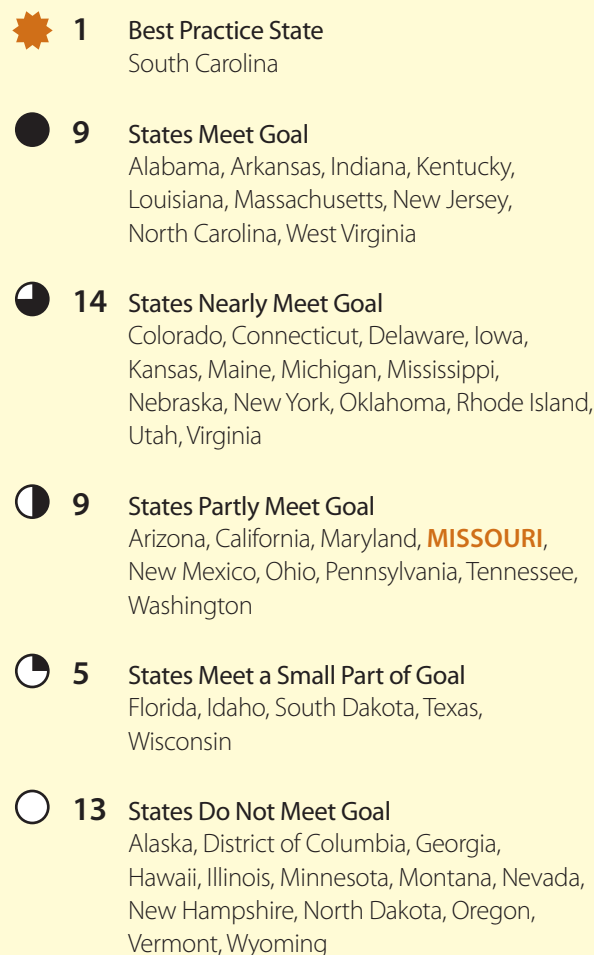 1 Best Practice State
South Carolina
9 States Meet Goal
Alabama, Arkansas, Indiana, Kentucky,
Louisiana, Massachusetts, New Jersey,
North Carolina, West Virginia
14 States Nearly Meet Goal
Colorado, Connecticut, Delaware, Iowa,
Kansas, Maine, Michigan, Mississippi,
Nebraska, New York, Oklahoma, Rhode Island,
Utah, Virginia
9 States Partly Meet Goal
Arizona, California, Maryland, MISSOURI,
New Mexico, Ohio, Pennsylvania, Tennessee,
Washington
5 States Meet a Small Part of Goal
Florida, Idaho, South Dakota, Texas,
Wisconsin
13 States Do Not Meet Goal
Alaska, District of Columbia, Georgia,
Hawaii, Illinois, Minnesota, Montana, Nevada,
New Hampshire, North Dakota, Oregon,
Vermont, Wyoming